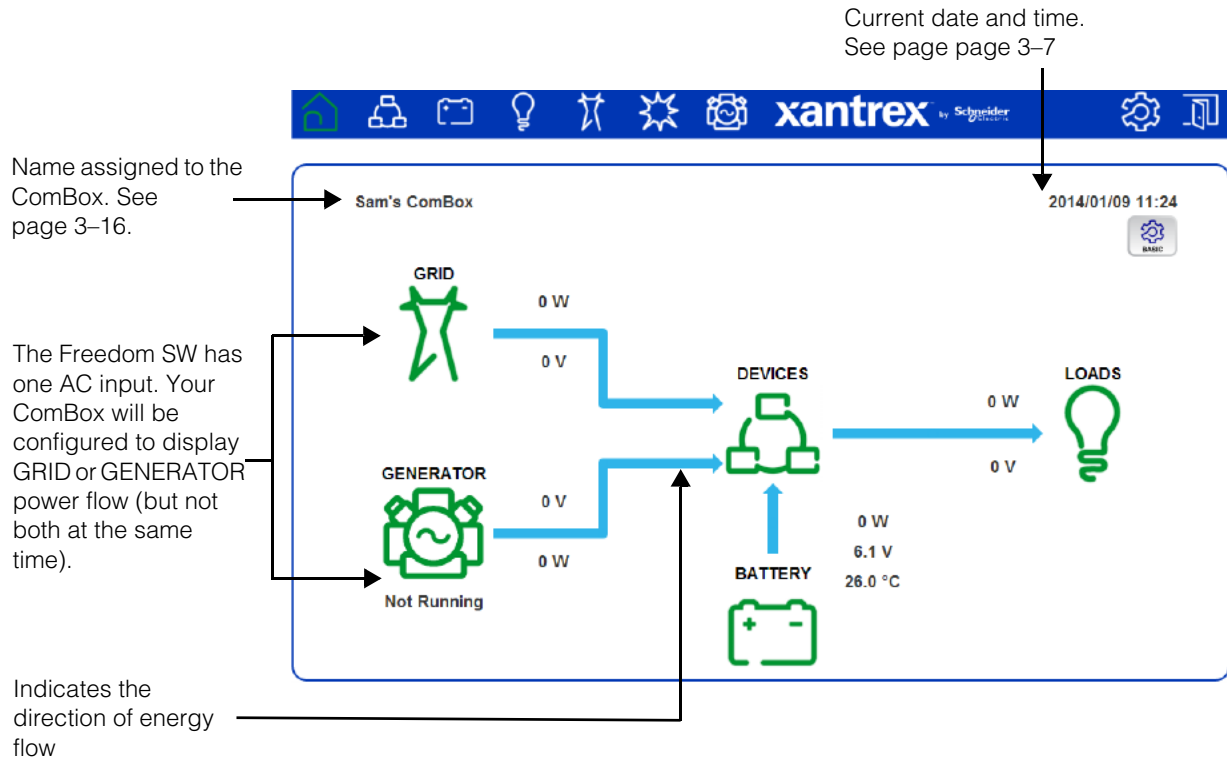 Current date and time.
See page page 3–7
xantrex by Schneider Electric
Name assigned to the
ComBox. See
page 3–16.
Sam's ComBox
2014/01/09 11:24
BASIC
GRID
0 W
0 V
The Freedom SW has
one AC input. Your
ComBox will be
configured to display
GRID or GENERATOR
power flow (but not
both at the same
time).
DEVICES
LOADS
0 W
0 V
GENERATOR
0 V
0 W
Not Running
0 W
6.1 V
26.0 °C
BATTERY
+ -
Indicates the
direction of energy
flow